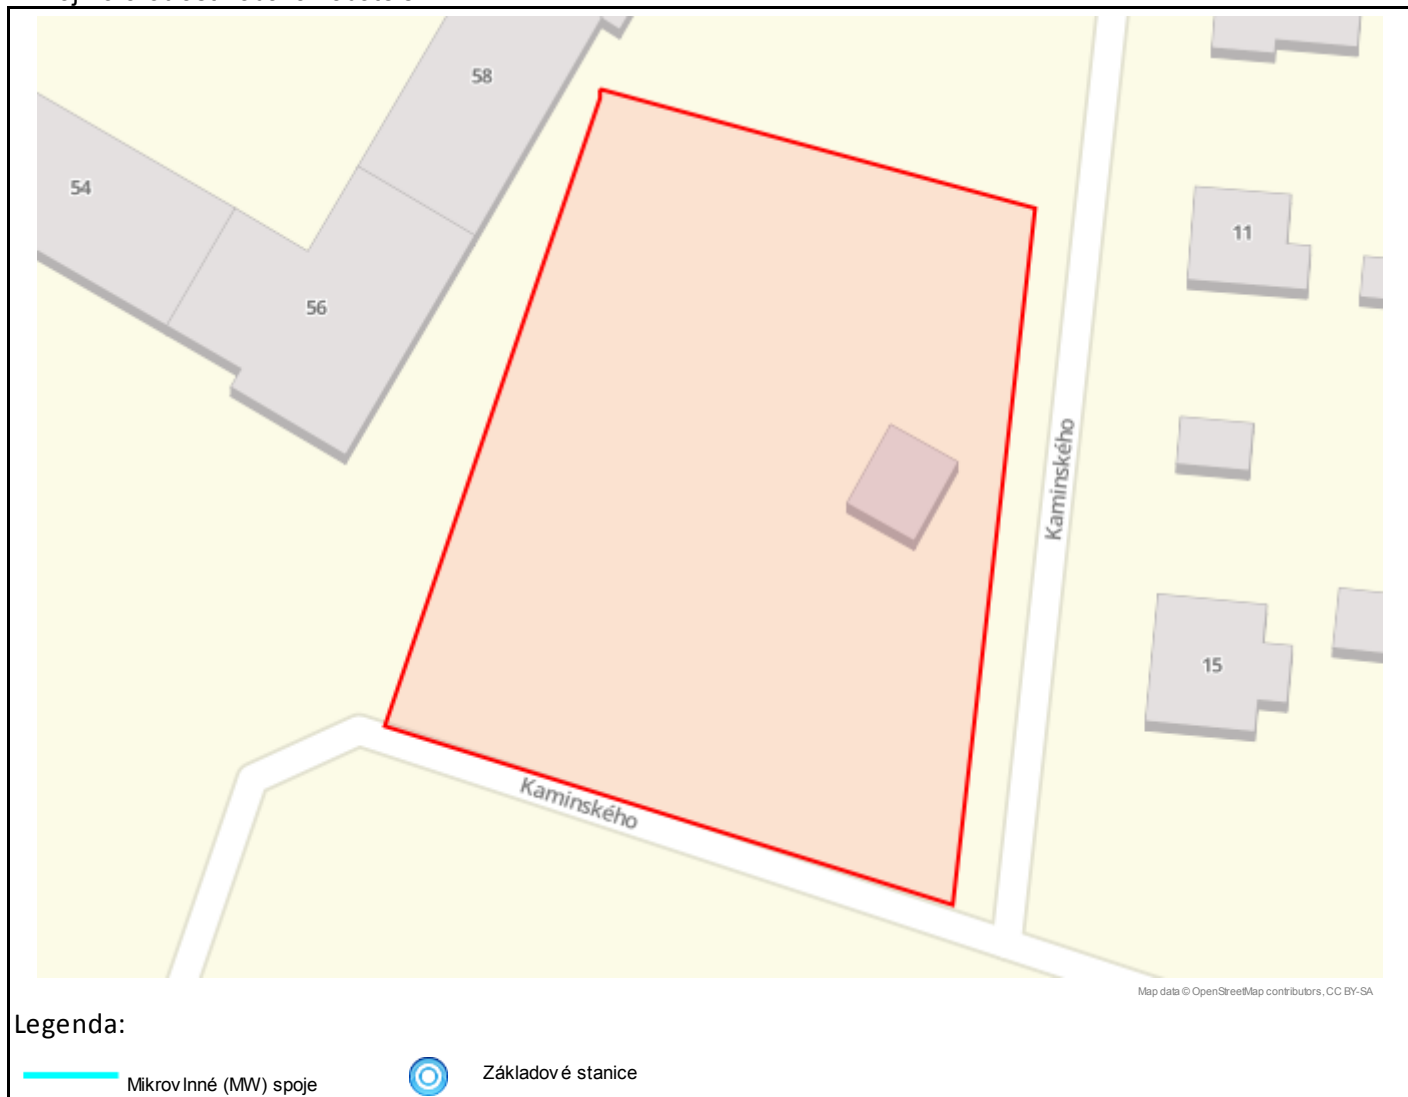 58
54
11
56
Kaminského
15
Kaminského
Map data © OpenStreetMap contributors, CC BY-SA
Legenda:
Mikrovlnné (MW) spoje
Základové stanice